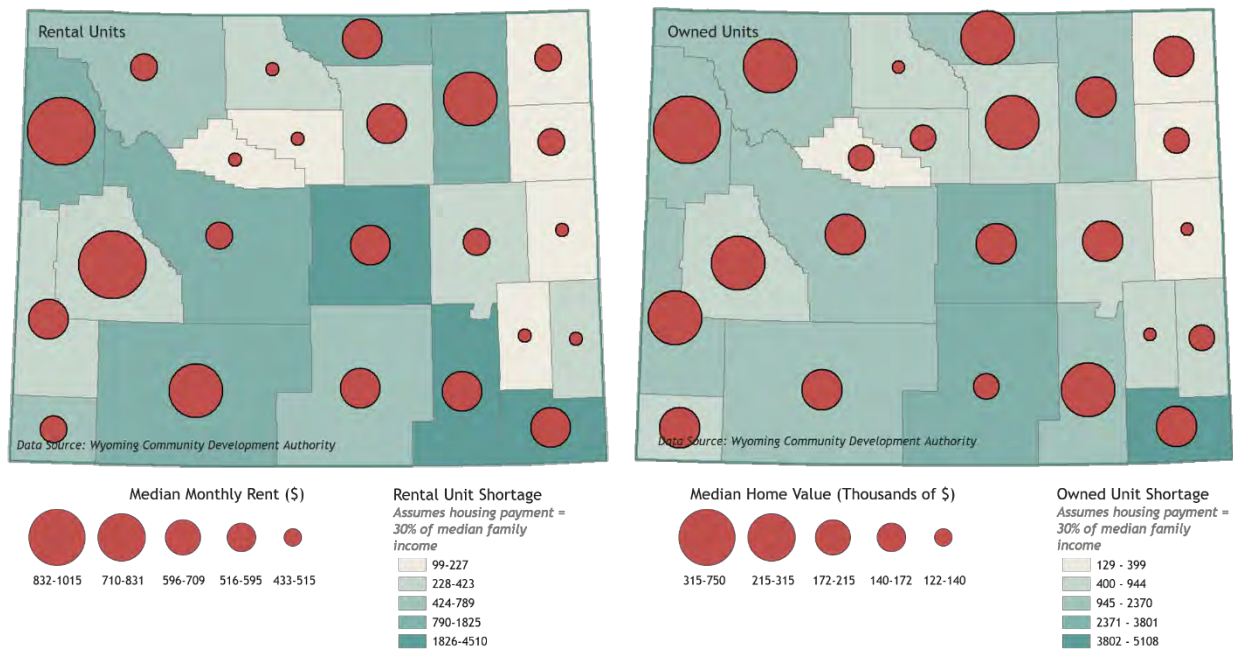 Rental Units
Data Source: Wyoming Community Development Authority
Median Monthly Rent ($)
832-1015
710-831
596-709
516-595
433-515
Rental Unit Shortage
Assumes housing payment =
30% of median family
income
99-227
228-423
424-789
790-1825
1826-4510
Owned Units
Data Source: Wyoming Community Development Authority
Median Home Value (Thousands of $)
315-750
215-315
172-215
140-172
122-140
Owned Unit Shortage
Assumes housing payment =
30% of median family
income
129 - 399
400 - 944
945 - 2370
2371 - 3801
3802 - 5108